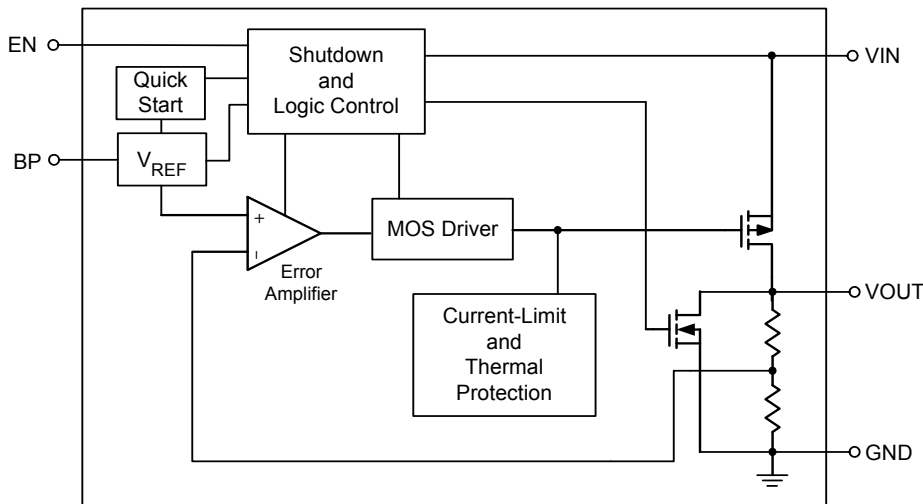 EN
Shutdown
and
Logic Control
VIN
Quick
Start
BP
VREF
+
-
MOS Driver
Error
Amplifier
VOUT
Current-Limit
and
Thermal
Protection
GND